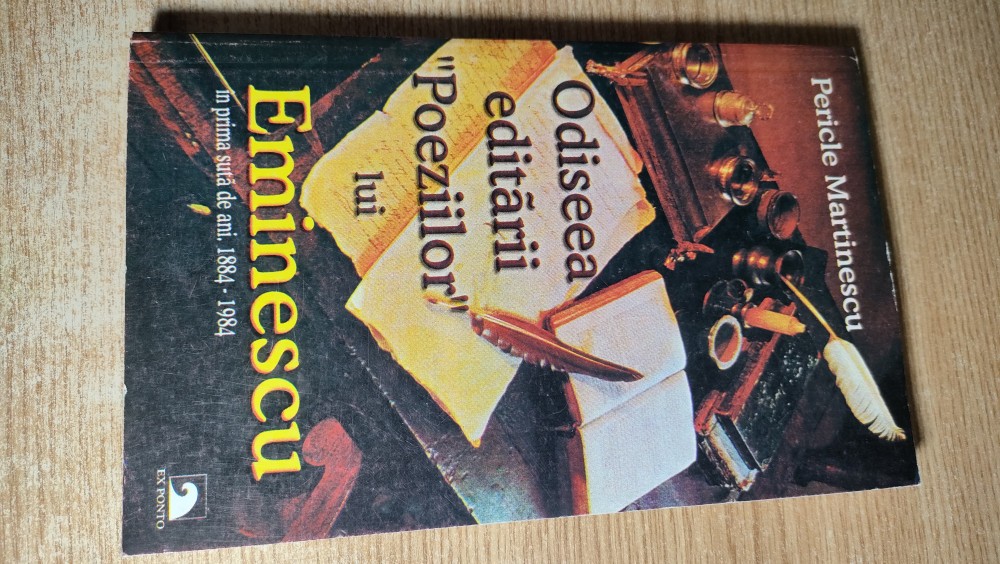 Pericle Martinescu
Odiseea
editării
"Poeziilor"
lui
Eminescu
în prima sută de ani. 1884 - 1984
EX PONTO